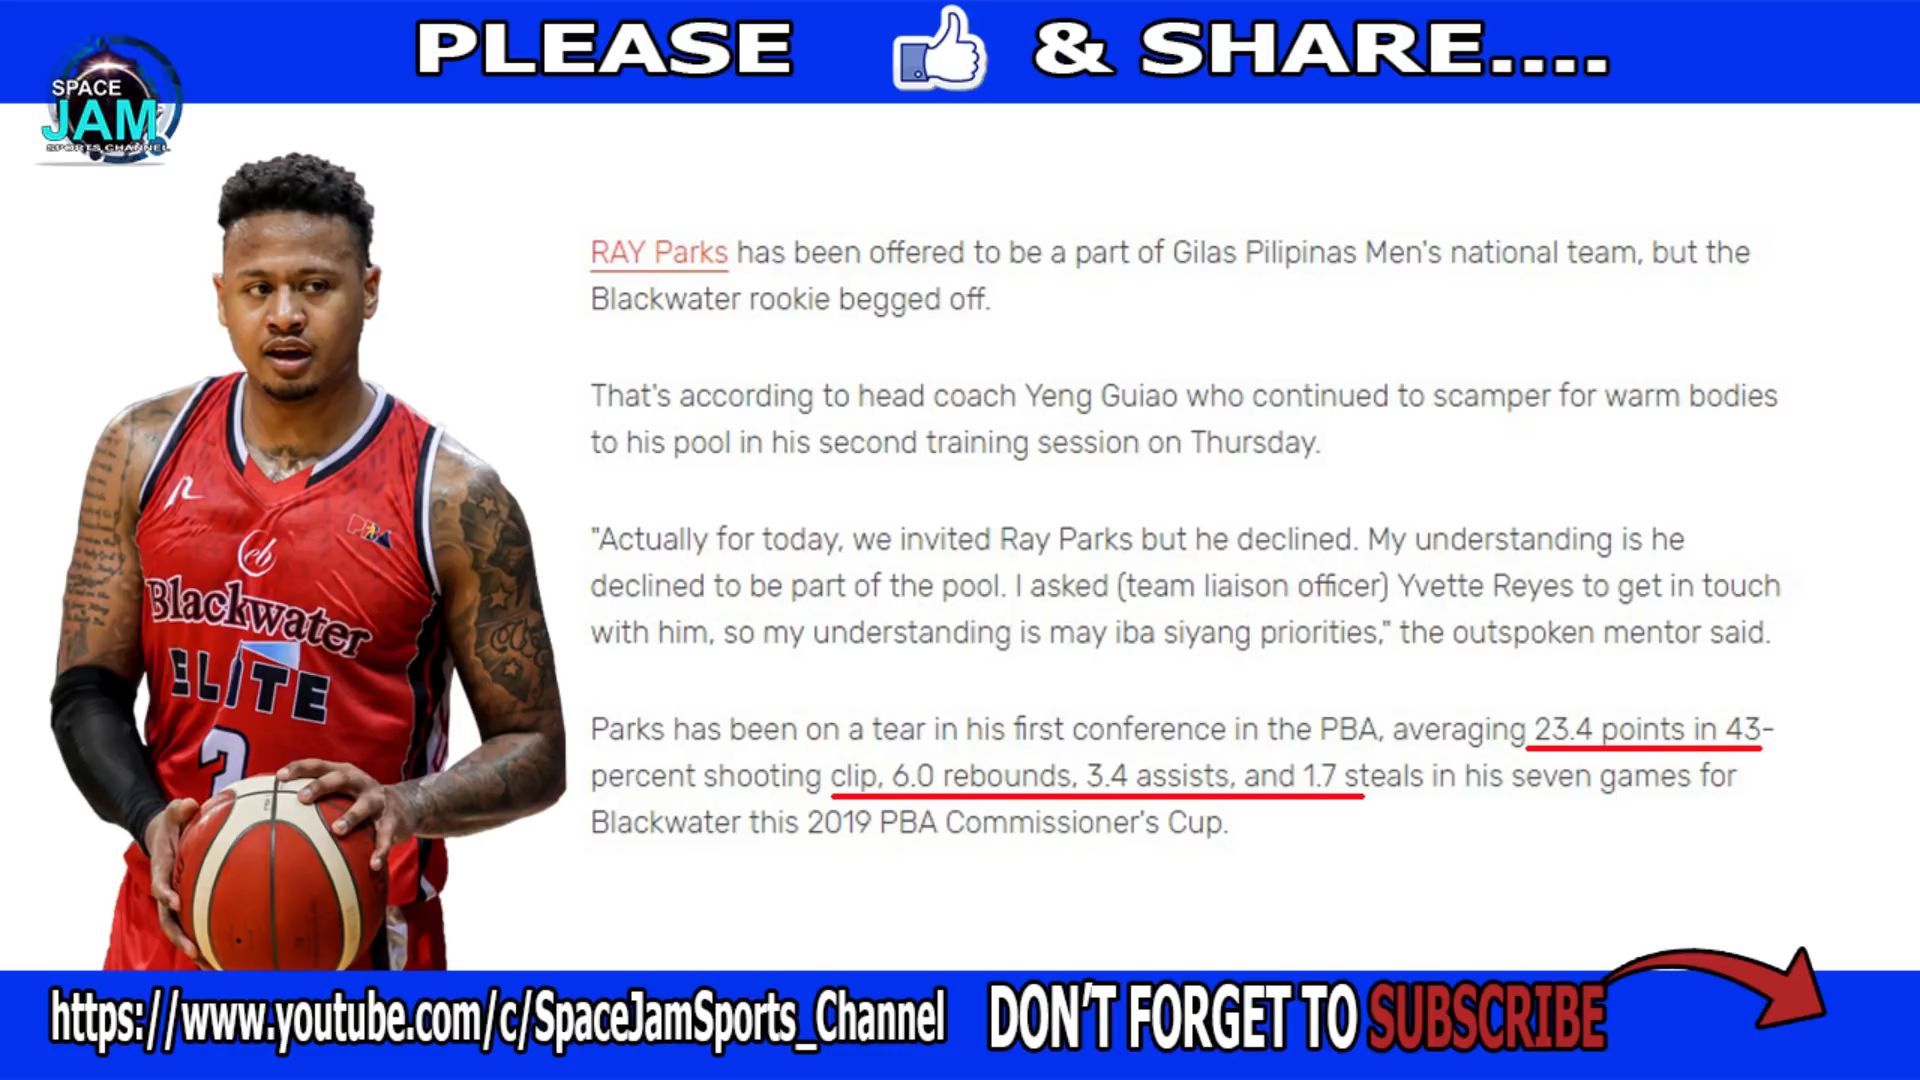 PLEASE & SHARE....
SPACE
JAM
SPORTS CHANNEL
RAY Parks has been offered to be a part of Gilas Pilipinas Men's national team, but the
Blackwater rookie begged off.
That's according to head coach Yeng Guiao who continued to scamper for warm bodies
to his pool in his second training session on Thursday.
"Actually for today, we invited Ray Parks but he declined. My understanding is he
declined to be part of the pool. I asked (team liaison officer) Yvette Reyes to get in touch
with him, so my understanding is may iba siyang priorities," the outspoken mentor said.
Parks has been on a tear in his first conference in the PBA, averaging 23.4 points in 43-
percent shooting clip, 6.0 rebounds, 3.4 assists, and 1.7 steals in his seven games for
Blackwater this 2019 PBA Commissioner's Cup.
PBA
eb
Blackwater
ELITE
https://www.youtube.com/c/SpaceJamSports_Channel
DON'T FORGET TO SUBSCRIBE